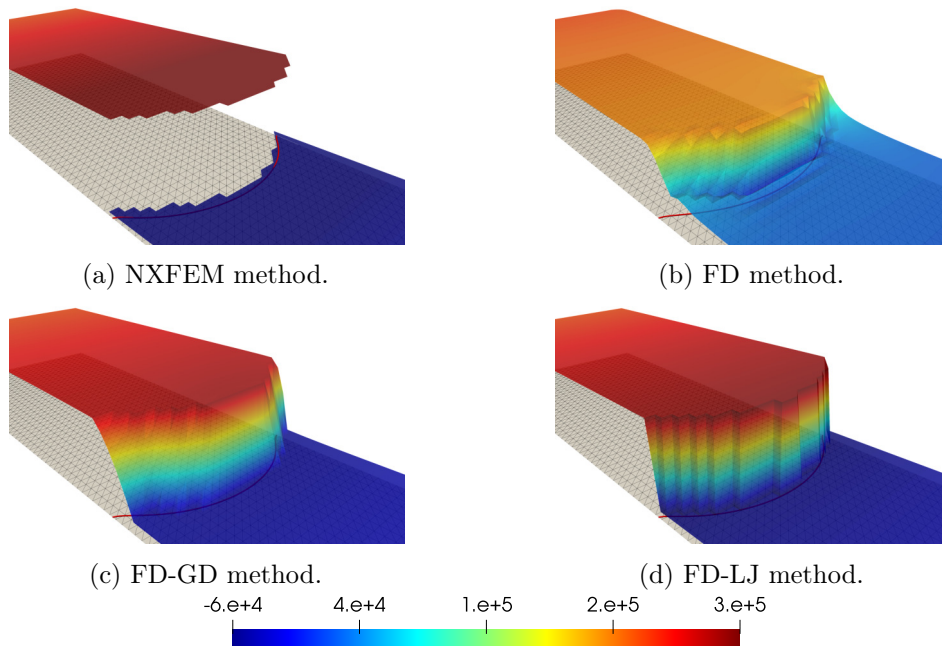 (a) NXFEM method.
(b) FD method.
(c) FD-GD method.
(d) FD-LJ method.
-6.e+4 4.e+4 1.e+5 2.e+5 3.e+5